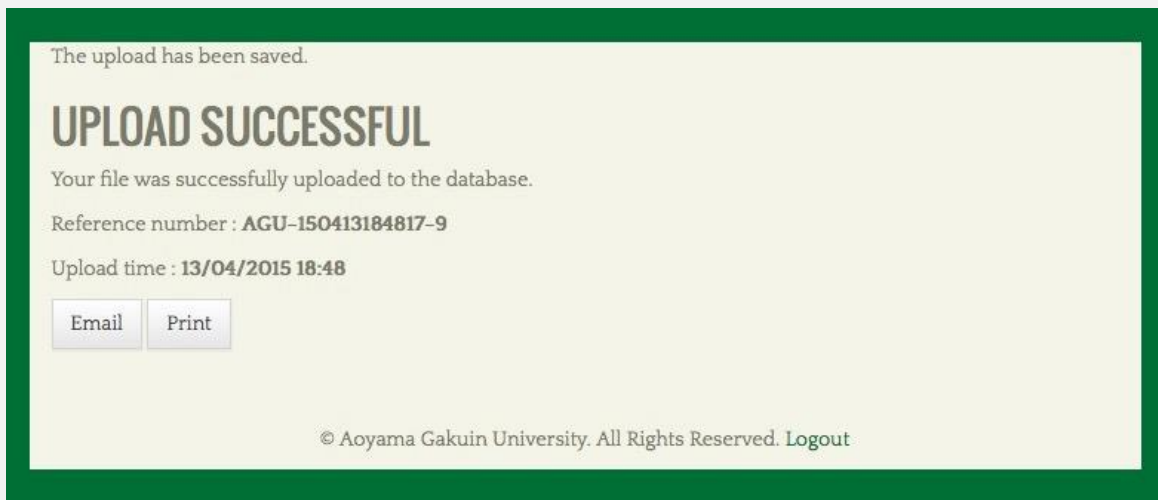 The upload has been saved.
UPLOAD SUCCESSFUL
Your file was successfully uploaded to the database.
Reference number : AGU-150413184817-9
Upload time : 13/04/2015 18:48
Email Print
© Aoyama Gakuin University. All Rights Reserved. Logout